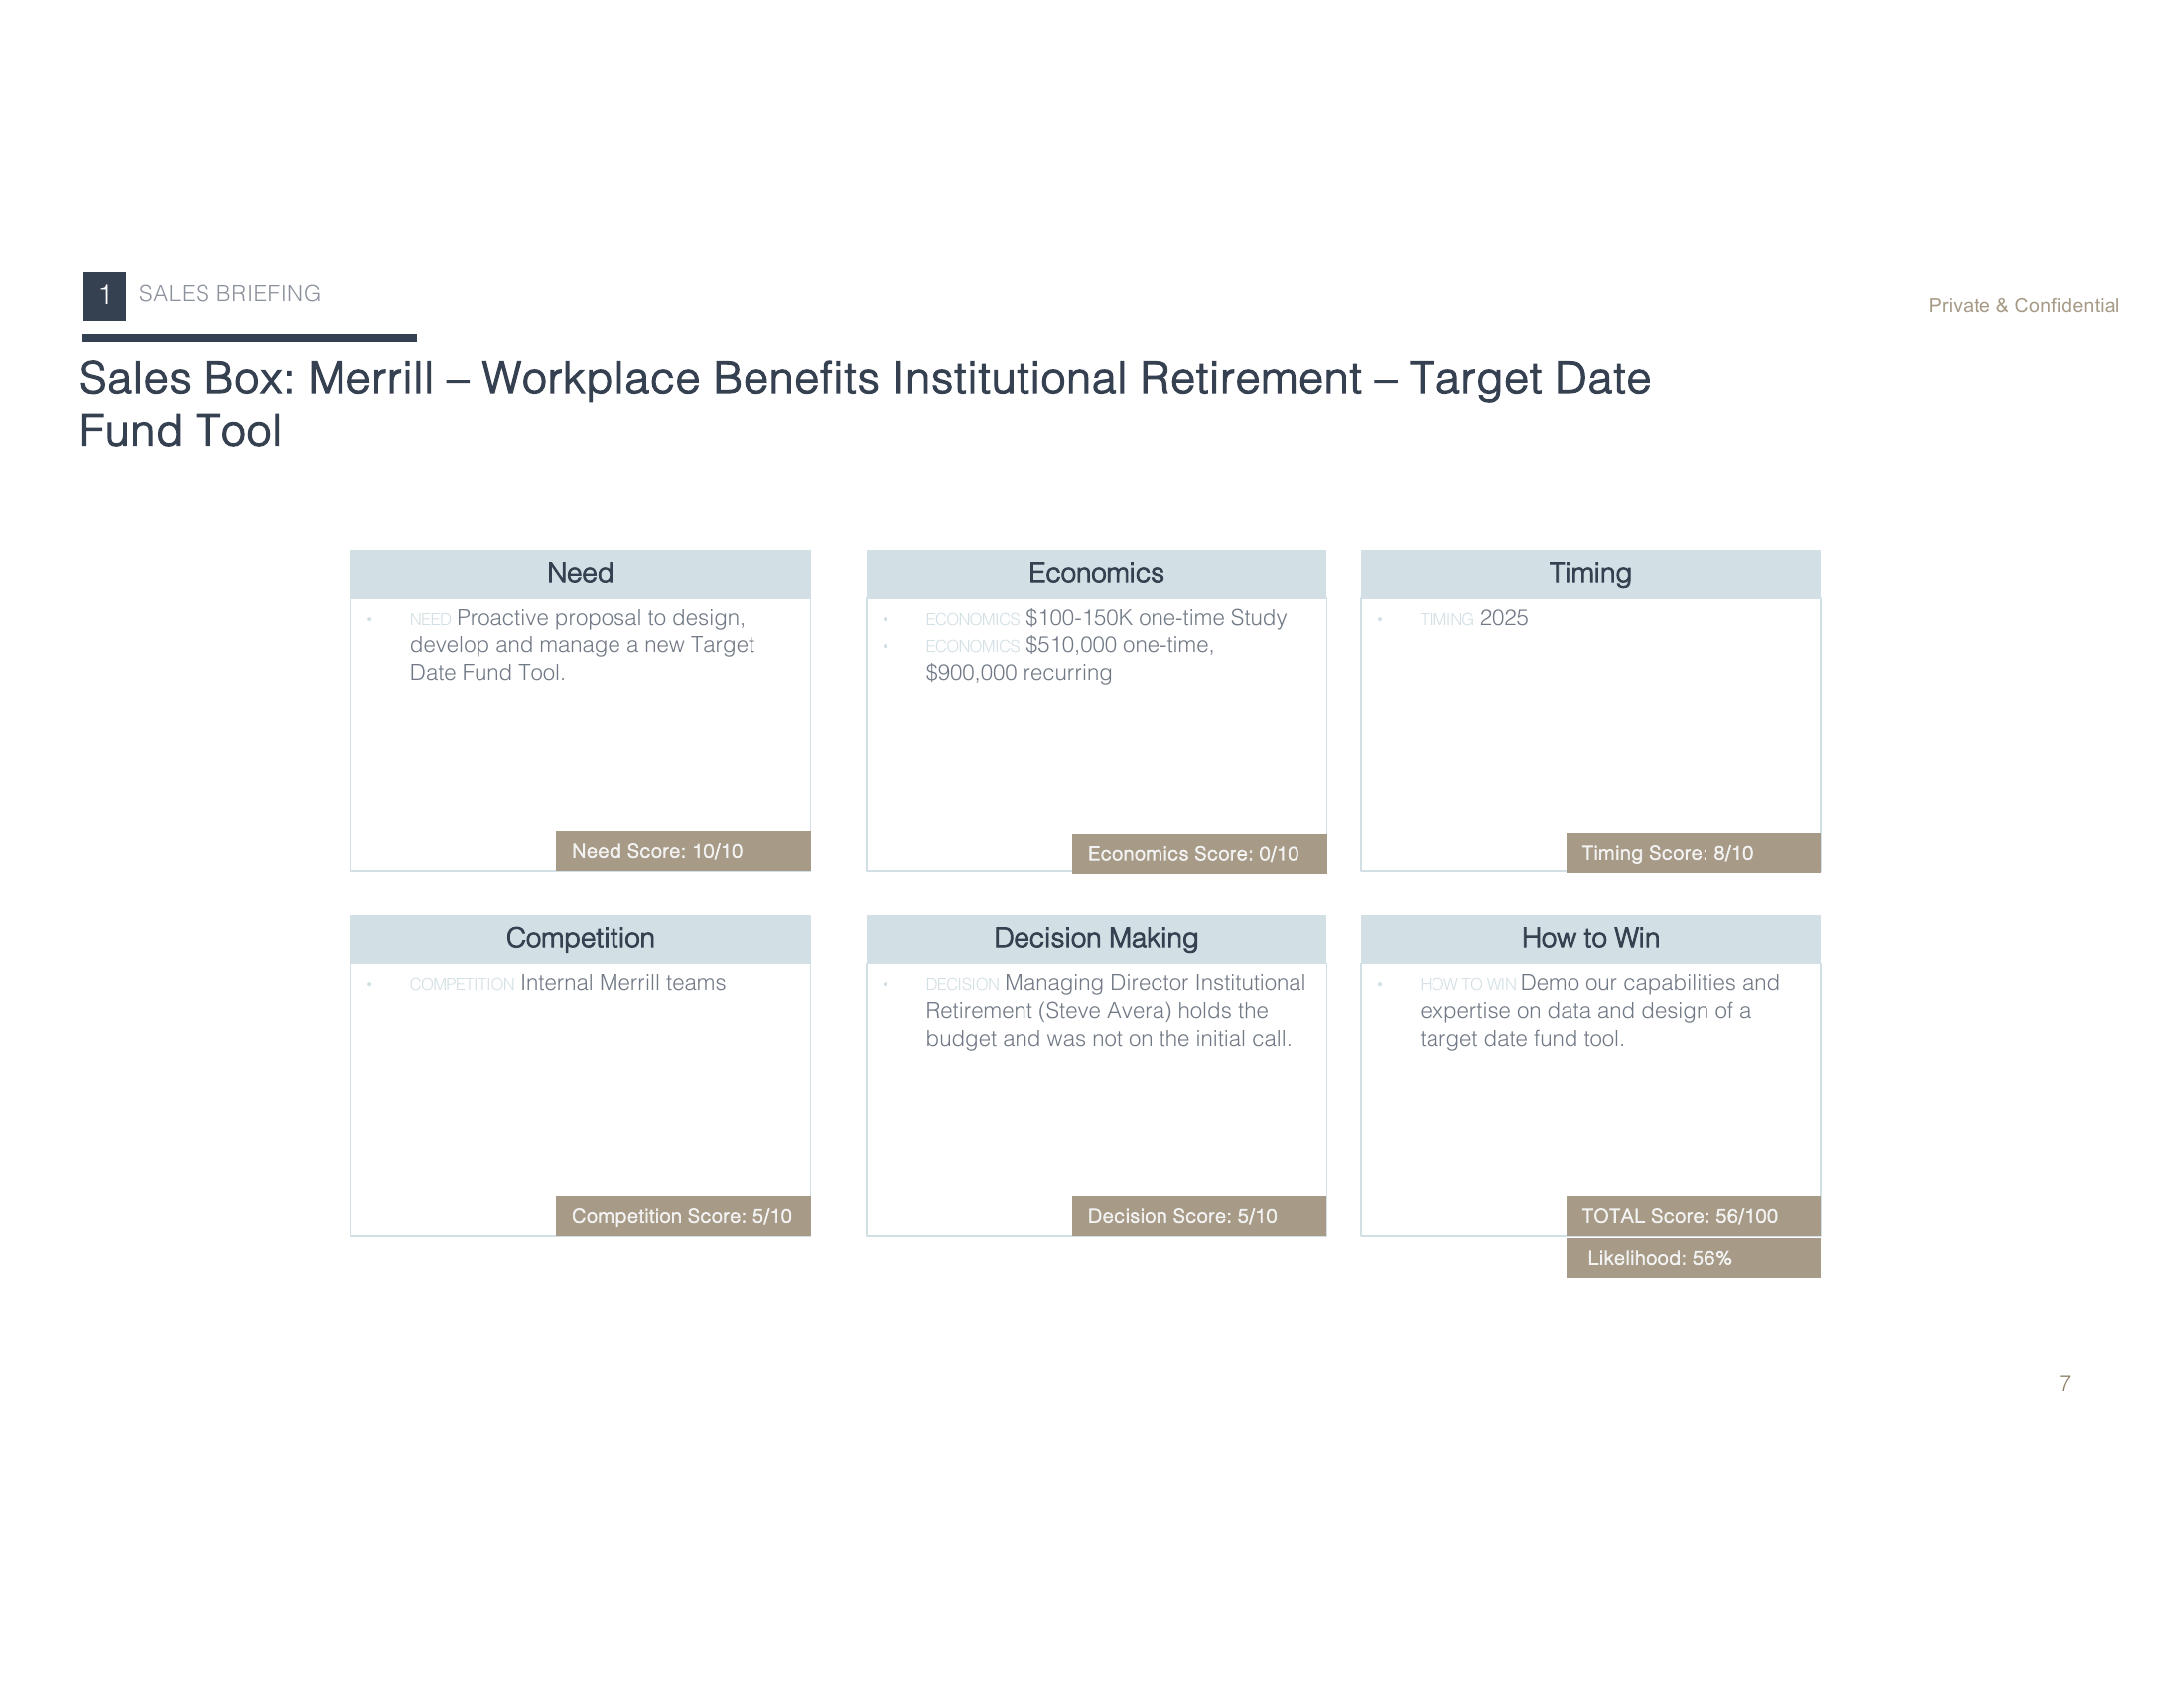 1 SALES BRIEFING
Private & Confidential
Sales Box: Merrill – Workplace Benefits Institutional Retirement – Target Date
Fund Tool
Need
• NEED Proactive proposal to design,
develop and manage a new Target
Date Fund Tool.
Need Score: 10/10
Economics
• ECONOMICS $100-150K one-time Study
• ECONOMICS $510,000 one-time,
$900,000 recurring
Economics Score: 0/10
Timing
• TIMING 2025
Timing Score: 8/10
Competition
• COMPETITION Internal Merrill teams
Competition Score: 5/10
Decision Making
• DECISION Managing Director Institutional
Retirement (Steve Avera) holds the
budget and was not on the initial call.
Decision Score: 5/10
How to Win
• HOW TO WIN Demo our capabilities and
expertise on data and design of a
target date fund tool.
TOTAL Score: 56/100
Likelihood: 56%
7